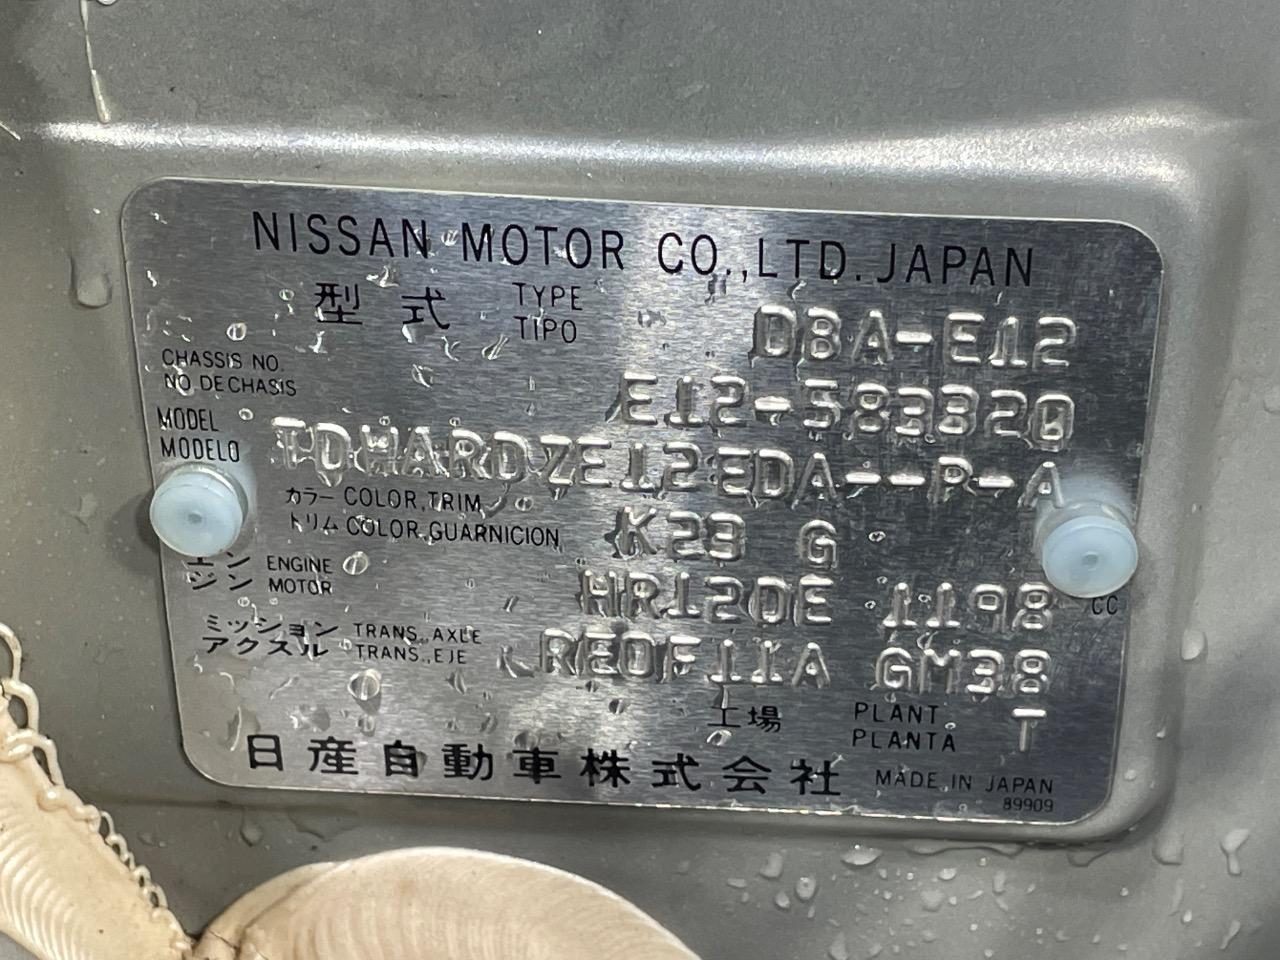 NISSAN MOTOR CO.,LTD. JAPAN
型式 TYPE TIPO DBA-E12
CHASSIS NO. NO. DE CHASIS E12-583820
MODEL MODELO TDWARDZE12EDA--P-A
カラー COLOR,TRIM
トリム COLOR,GUARNICION K23 G
エンジン ENGINE MOTOR HR12DE 1198 CC
ミッション TRANS.,AXLE
アクスル TRANS.,EJE RE0F11A GM38
工場 PLANT PLANTA T
日産自動車株式会社 MADE IN JAPAN
89909